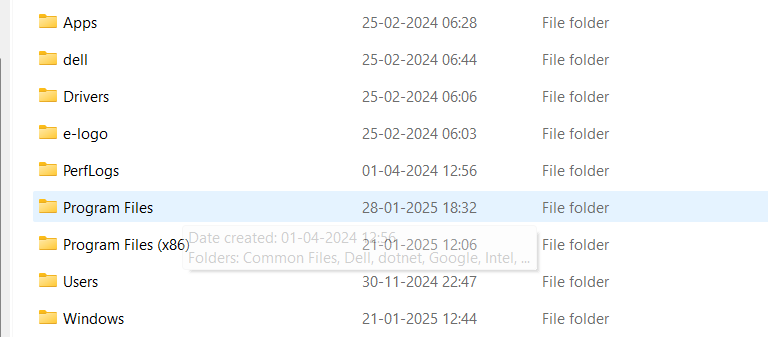 Apps 25-02-2024 06:28 File folder
dell 25-02-2024 06:44 File folder
Drivers 25-02-2024 06:06 File folder
e-logo 25-02-2024 06:03 File folder
PerfLogs 01-04-2024 12:56 File folder
Program Files 28-01-2025 18:32 File folder
Date created: 01-04-2024 12:56
Program Files (x86) 21-01-2025 12:06 File folder
Folders: Common Files, Dell, dotnet, Google, Intel, ...
Users 30-11-2024 22:47 File folder
Windows 21-01-2025 12:44 File folder